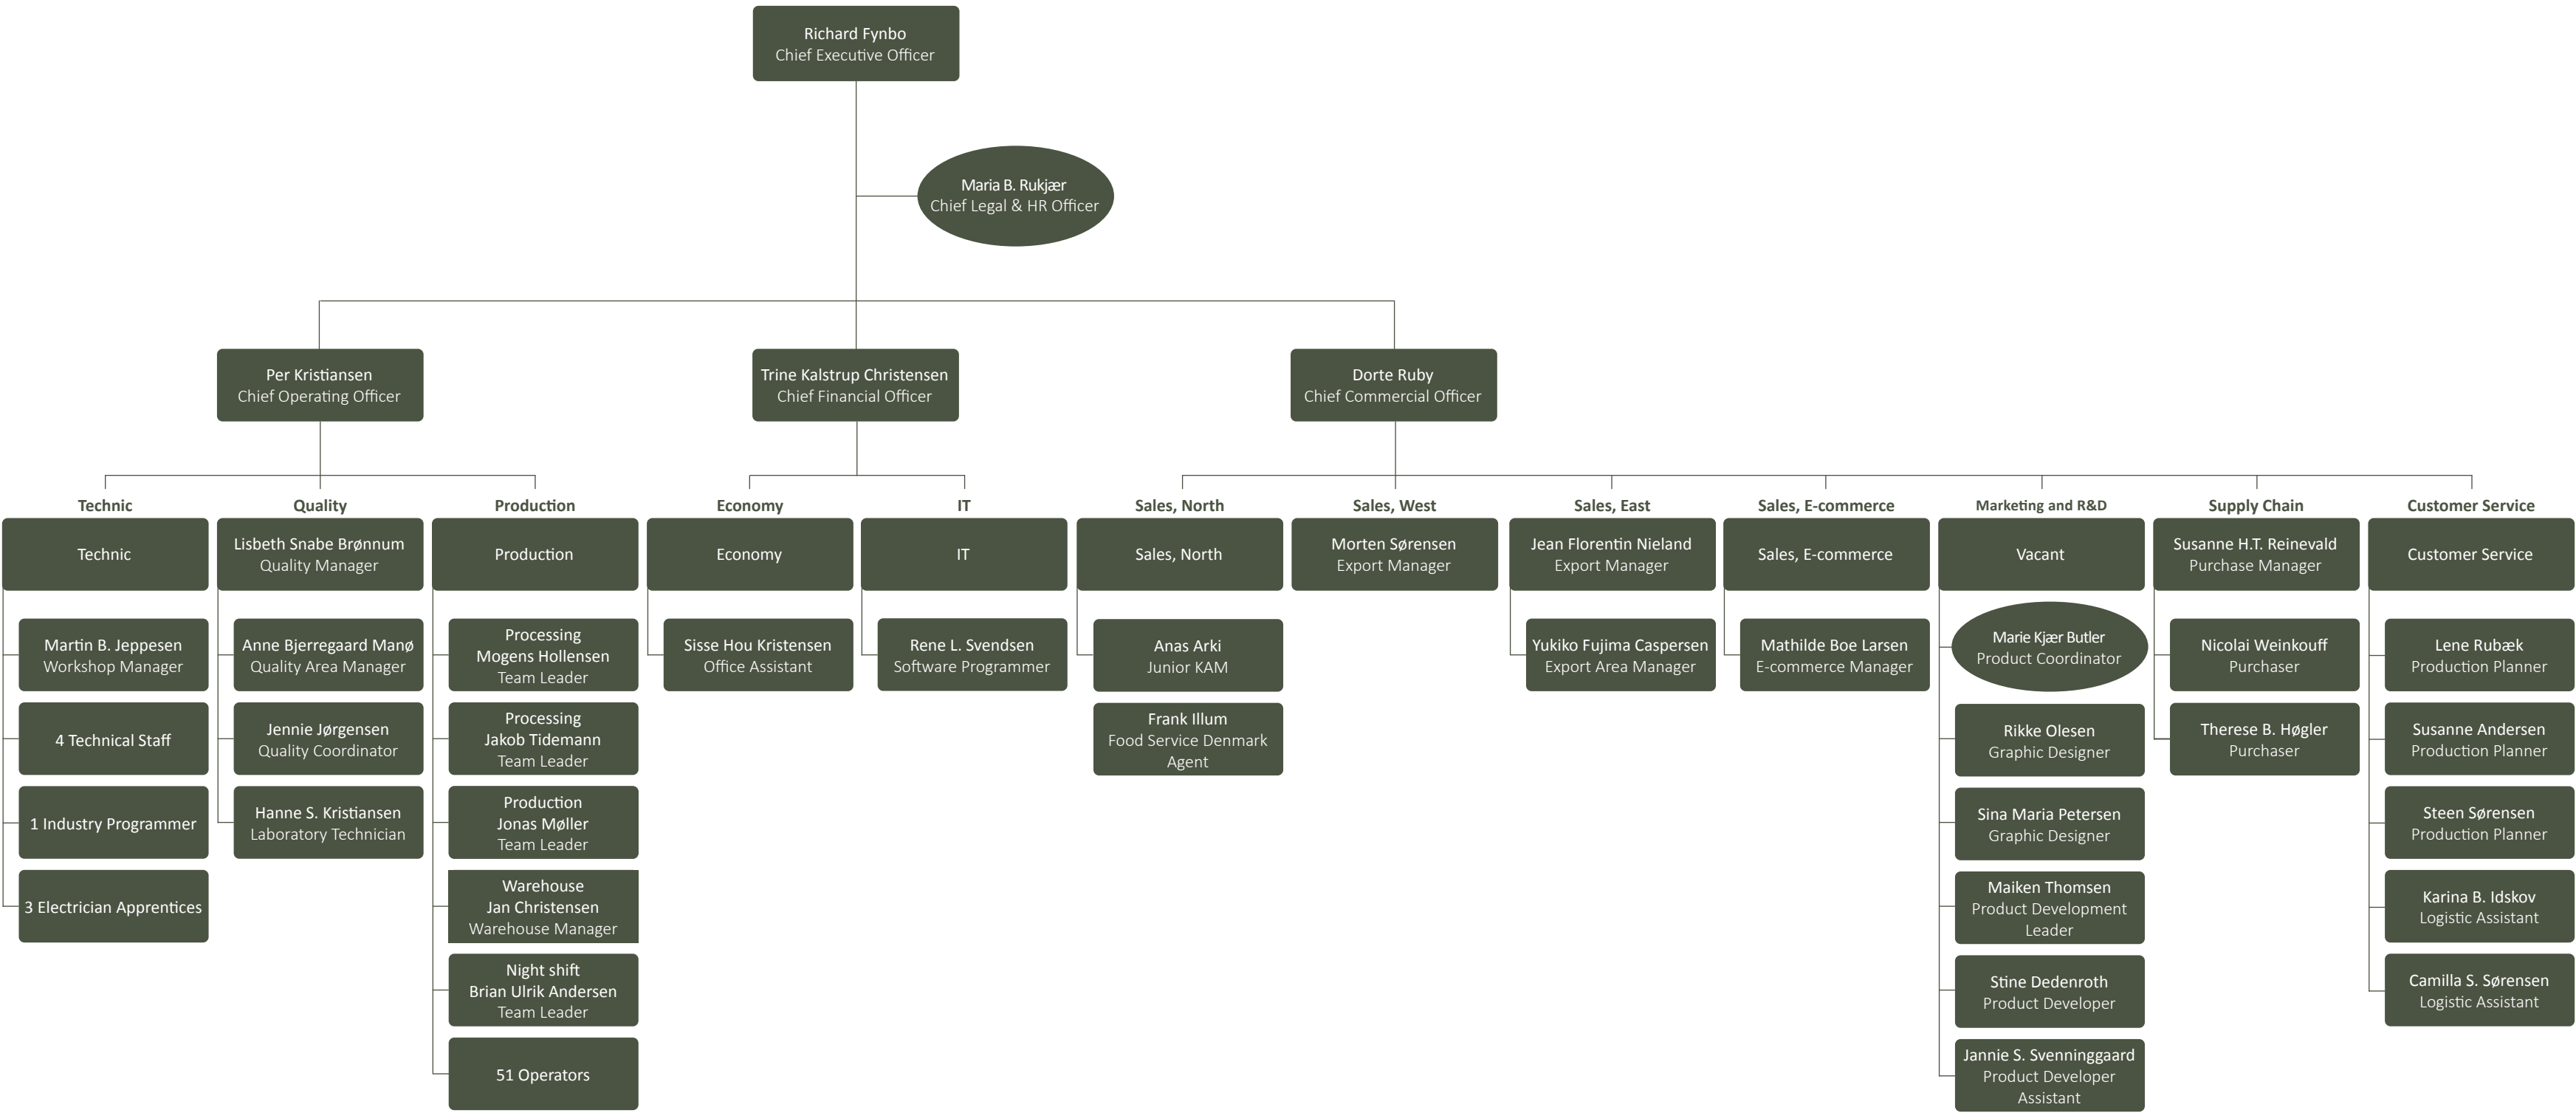 Richard Fynbo
Chief Executive Officer
Maria B. Rukjær
Chief Legal & HR Officer
Per Kristiansen
Chief Operating Officer
Trine Kalstrup Christensen
Chief Financial Officer
Dorte Ruby
Chief Commercial Officer
Technic
Technic
Martin B. Jeppesen
Workshop Manager
4 Technical Staff
1 Industry Programmer
3 Electrician Apprentices
Quality
Lisbeth Snabe Brønnum
Quality Manager
Anne Bjerregaard Manø
Quality Area Manager
Jennie Jørgensen
Quality Coordinator
Hanne S. Kristiansen
Laboratory Technician
Production
Production
Processing
Mogens Hollensen
Team Leader
Processing
Jakob Tidemann
Team Leader
Production
Jonas Møller
Team Leader
Warehouse
Jan Christensen
Warehouse Manager
Night shift
Brian Ulrik Andersen
Team Leader
51 Operators
Economy
Economy
Sisse Hou Kristensen
Office Assistant
IT
IT
Rene L. Svendsen
Software Programmer
Sales, North
Sales, North
Anas Arki
Junior KAM
Frank Illum
Food Service Denmark
Agent
Sales, West
Morten Sørensen
Export Manager
Sales, East
Jean Florentin Nieland
Export Manager
Yukiko Fujima Caspersen
Export Area Manager
Sales, E-commerce
Sales, E-commerce
Mathilde Boe Larsen
E-commerce Manager
Marketing and R&D
Vacant
Marie Kjær Butler
Product Coordinator
Rikke Olesen
Graphic Designer
Sina Maria Petersen
Graphic Designer
Maiken Thomsen
Product Development
Leader
Stine Dedenroth
Product Developer
Jannie S. Svenninggaard
Product Developer
Assistant
Supply Chain
Susanne H.T. Reinevald
Purchase Manager
Nicolai Weinkouff
Purchaser
Therese B. Høgler
Purchaser
Customer Service
Customer Service
Lene Rubæk
Production Planner
Susanne Andersen
Production Planner
Steen Sørensen
Production Planner
Karina B. Idskov
Logistic Assistant
Camilla S. Sørensen
Logistic Assistant